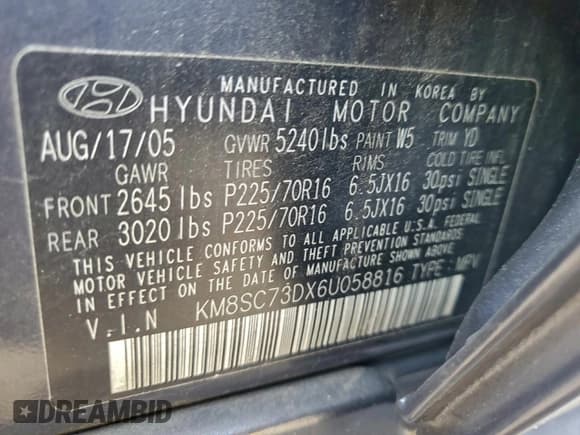 MANUFACTURED IN KOREA BY
HYUNDAI MOTOR COMPANY
AUG/17/05 GVWR 5240lbs PAINT W5 TRIM YD
GAWR TIRES RIMS COLD TIRE INFL.
FRONT 2645 lbs P225/70R16 6.5JX16 30psi SINGLE
REAR 3020 lbs P225/70R16 6.5JX16 30psi SINGLE
THIS VEHICLE CONFORMS TO ALL APPLICABLE U.S.A. FEDERAL
MOTOR VEHICLE SAFETY AND THEFT PREVENTION STANDARDS
IN EFFECT ON THE DATE OF MANUFACTURE SHOWN ABOVE.
V.I.N KM8SC73DX6U058816 TYPE:MPV
DREAMBID